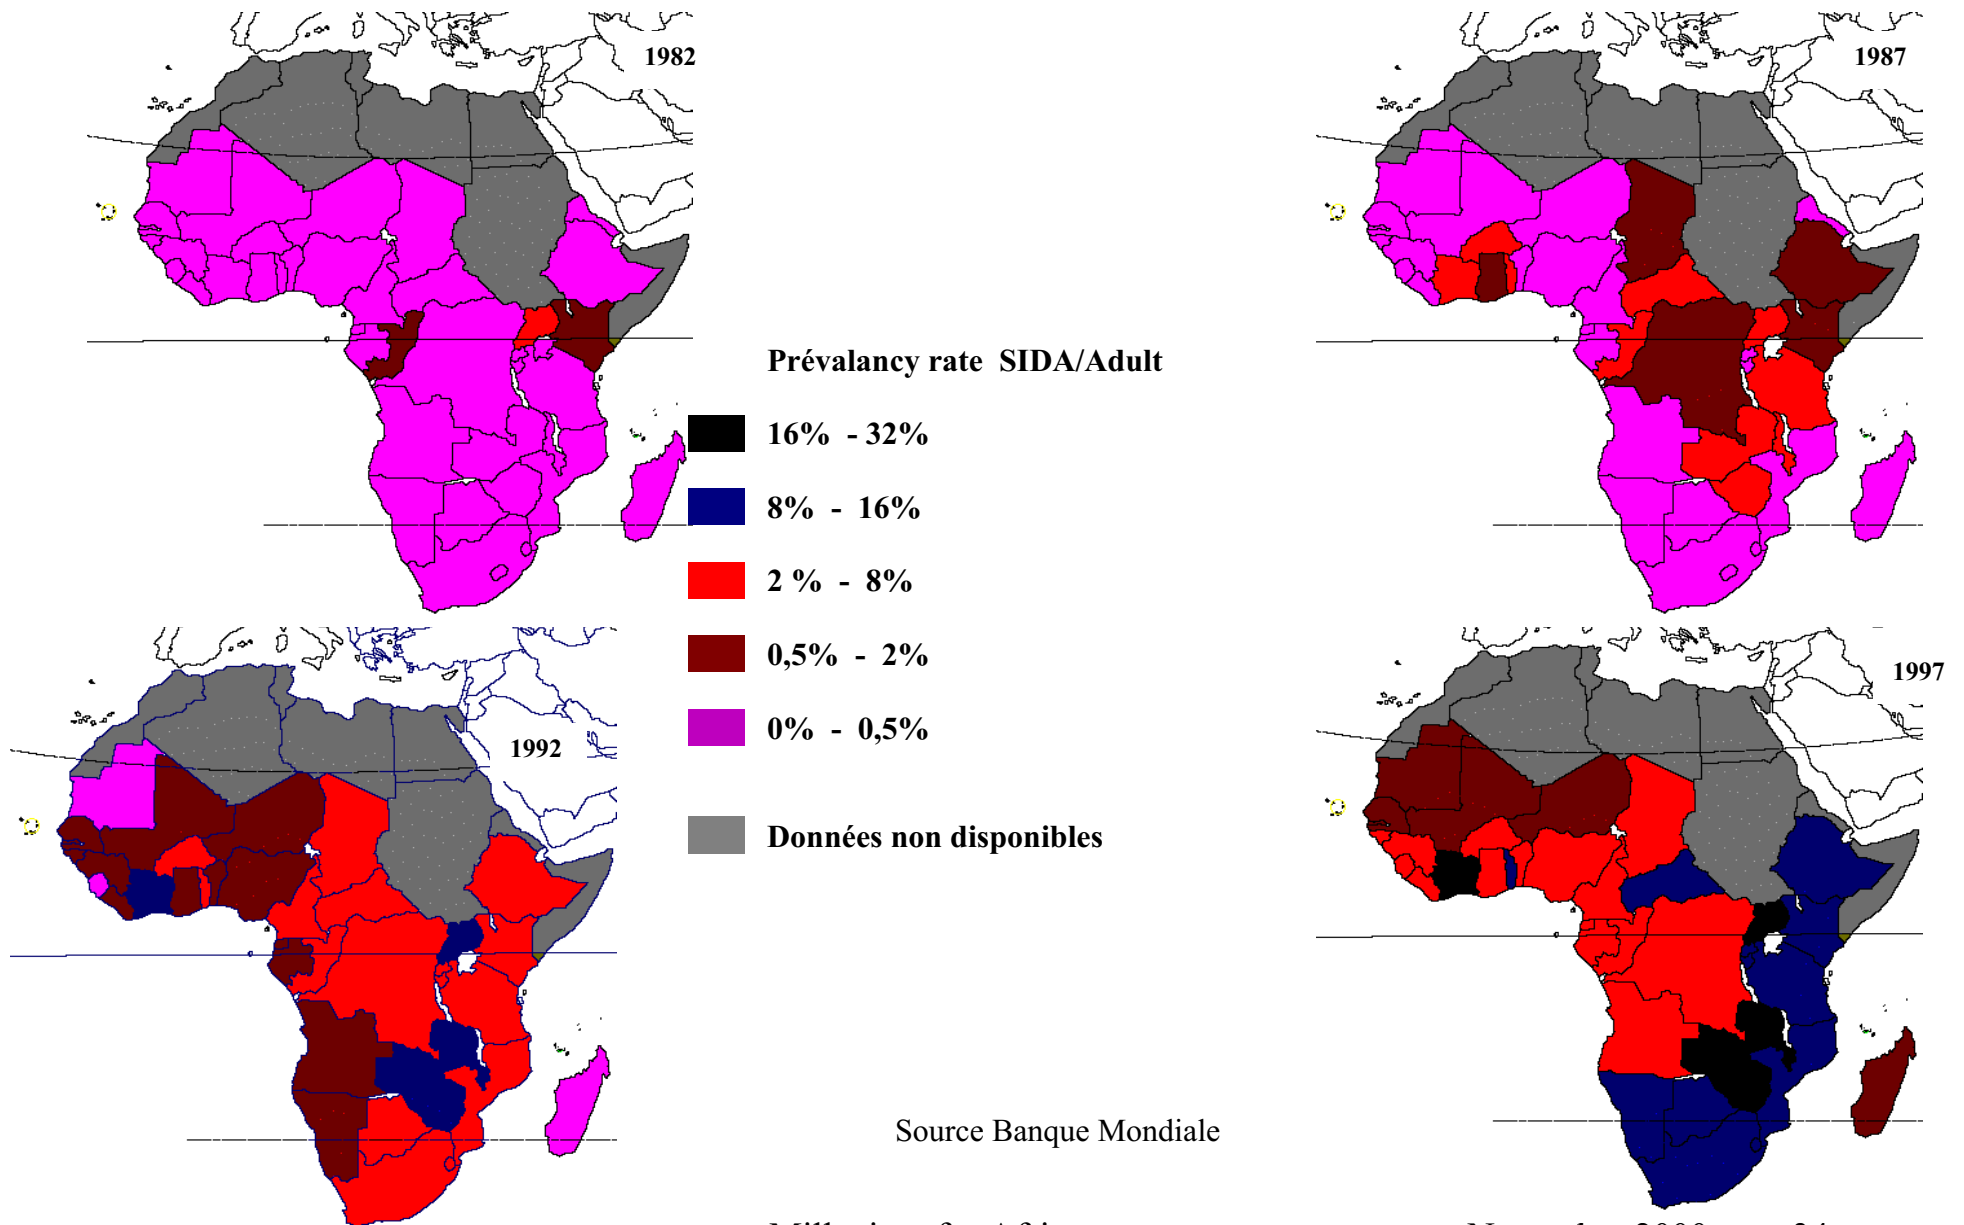 1982
1987
Prévalancy rate SIDA/Adult
16% - 32%
8% - 16%
2 % - 8%
0,5% - 2%
0% - 0,5%
Données non disponibles
1992
1997
Source Banque Mondiale